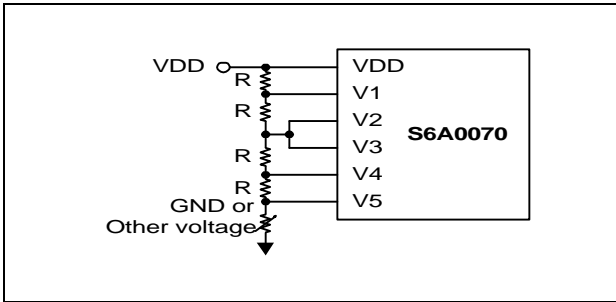 VDD
VDD
R
V1
R
V2
S6A0070
V3
R
V4
R
GND or
V5
Other voltage